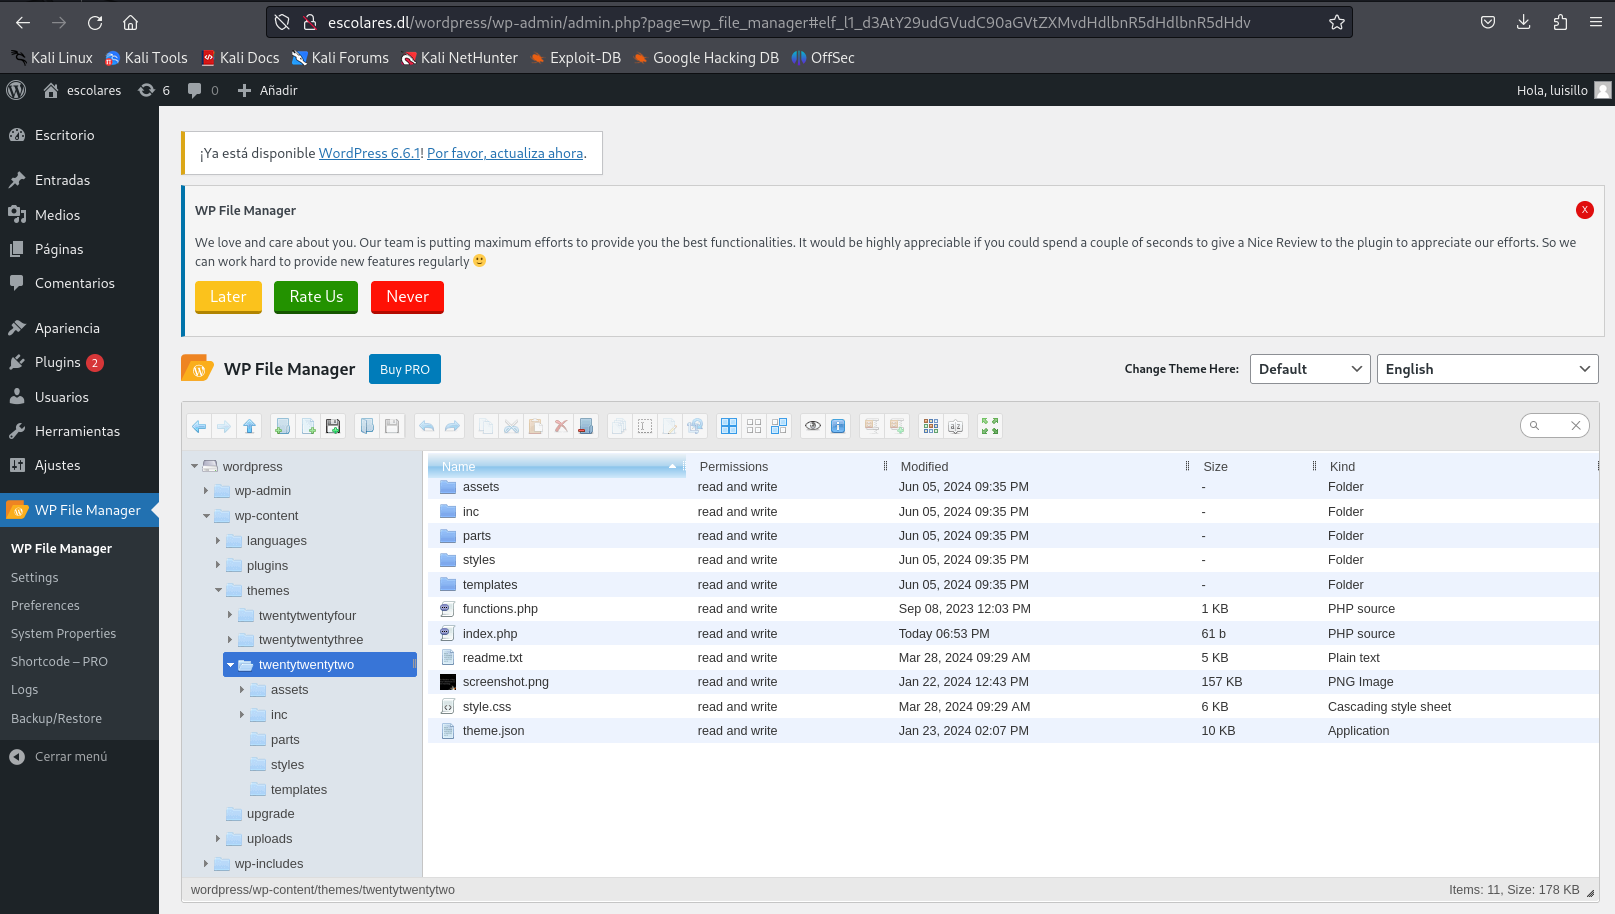 escolares.dl/wordpress/wp-admin/admin.php?page=wp_file_manager#elf_l1_d3AtY29udGVudC90aGVtZXMvdHdlbnR5dHdlbnR5dHdv
Kali Linux Kali Tools Kali Docs Kali Forums Kali NetHunter Exploit-DB Google Hacking DB OffSec
escolares 6 0 Añadir Hola, luisillo
Escritorio
Entradas
Medios
Páginas
Comentarios
Apariencia
Plugins 2
Usuarios
Herramientas
Ajustes
WP File Manager
WP File Manager
Settings
Preferences
System Properties
Shortcode – PRO
Logs
Backup/Restore
Cerrar menú
¡Ya está disponible WordPress 6.6.1! Por favor, actualiza ahora.
WP File Manager
X
We love and care about you. Our team is putting maximum efforts to provide you the best functionalities. It would be highly appreciable if you could spend a couple of seconds to give a Nice Review to the plugin to appreciate our efforts. So we
can work hard to provide new features regularly 🙂
Later Rate Us Never
WP File Manager Buy PRO Change Theme Here: Default English
wordpress
wp-admin
wp-content
languages
plugins
themes
twentytwentyfour
twentytwentythree
twentytwentytwo
assets
inc
parts
styles
templates
upgrade
uploads
wp-includes
Name Permissions Modified Size Kind
assets read and write Jun 05, 2024 09:35 PM - Folder
inc read and write Jun 05, 2024 09:35 PM - Folder
parts read and write Jun 05, 2024 09:35 PM - Folder
styles read and write Jun 05, 2024 09:35 PM - Folder
templates read and write Jun 05, 2024 09:35 PM - Folder
functions.php read and write Sep 08, 2023 12:03 PM 1 KB PHP source
index.php read and write Today 06:53 PM 61 b PHP source
readme.txt read and write Mar 28, 2024 09:29 AM 5 KB Plain text
screenshot.png read and write Jan 22, 2024 12:43 PM 157 KB PNG Image
style.css read and write Mar 28, 2024 09:29 AM 6 KB Cascading style sheet
theme.json read and write Jan 23, 2024 02:07 PM 10 KB Application
wordpress/wp-content/themes/twentytwentytwo Items: 11, Size: 178 KB